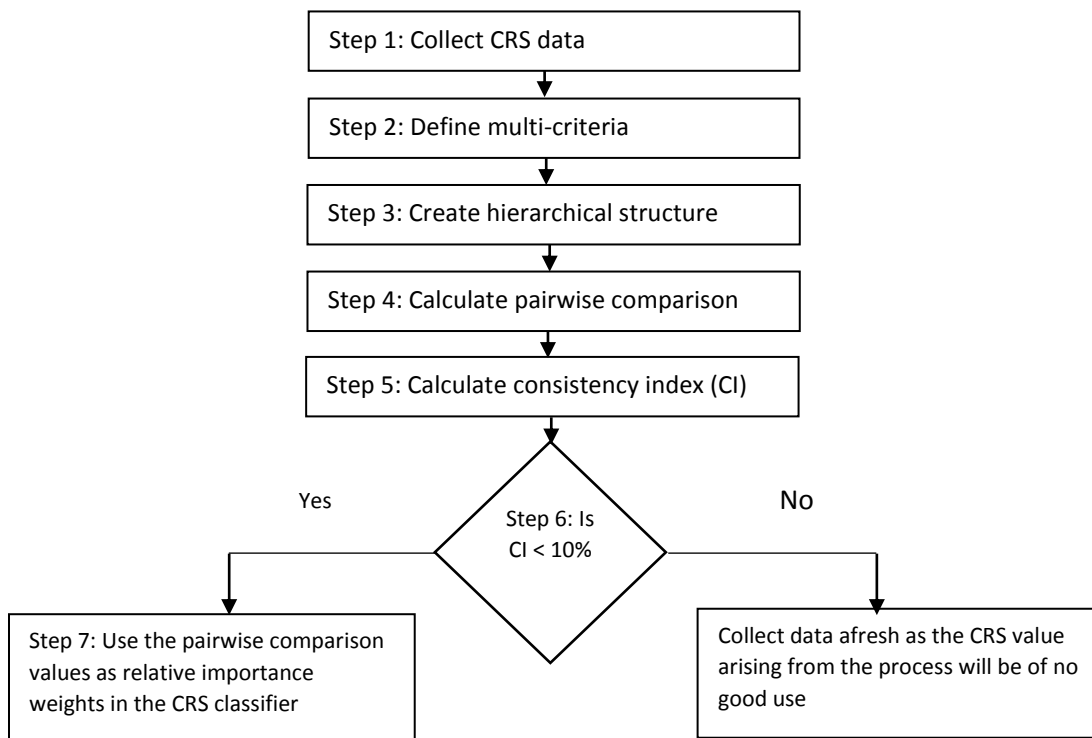 Step 1: Collect CRS data
Step 2: Define multi-criteria
Step 3: Create hierarchical structure
Step 4: Calculate pairwise comparison
Step 5: Calculate consistency index (CI)
Yes
No
Step 6: Is
CI < 10%
Step 7: Use the pairwise comparison
values as relative importance
weights in the CRS classifier
Collect data afresh as the CRS value
arising from the process will be of no
good use